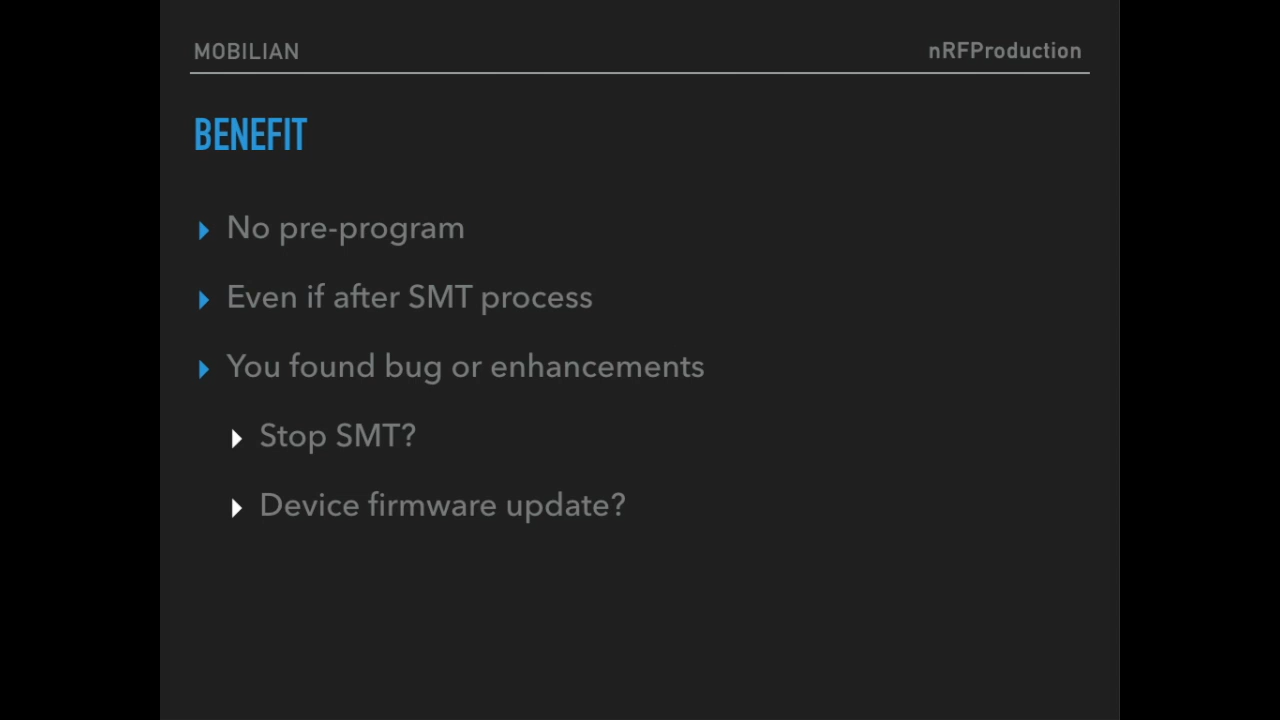 MOBILIAN
nRFProduction
BENEFIT
No pre-program
Even if after SMT process
You found bug or enhancements
Stop SMT?
Device firmware update?